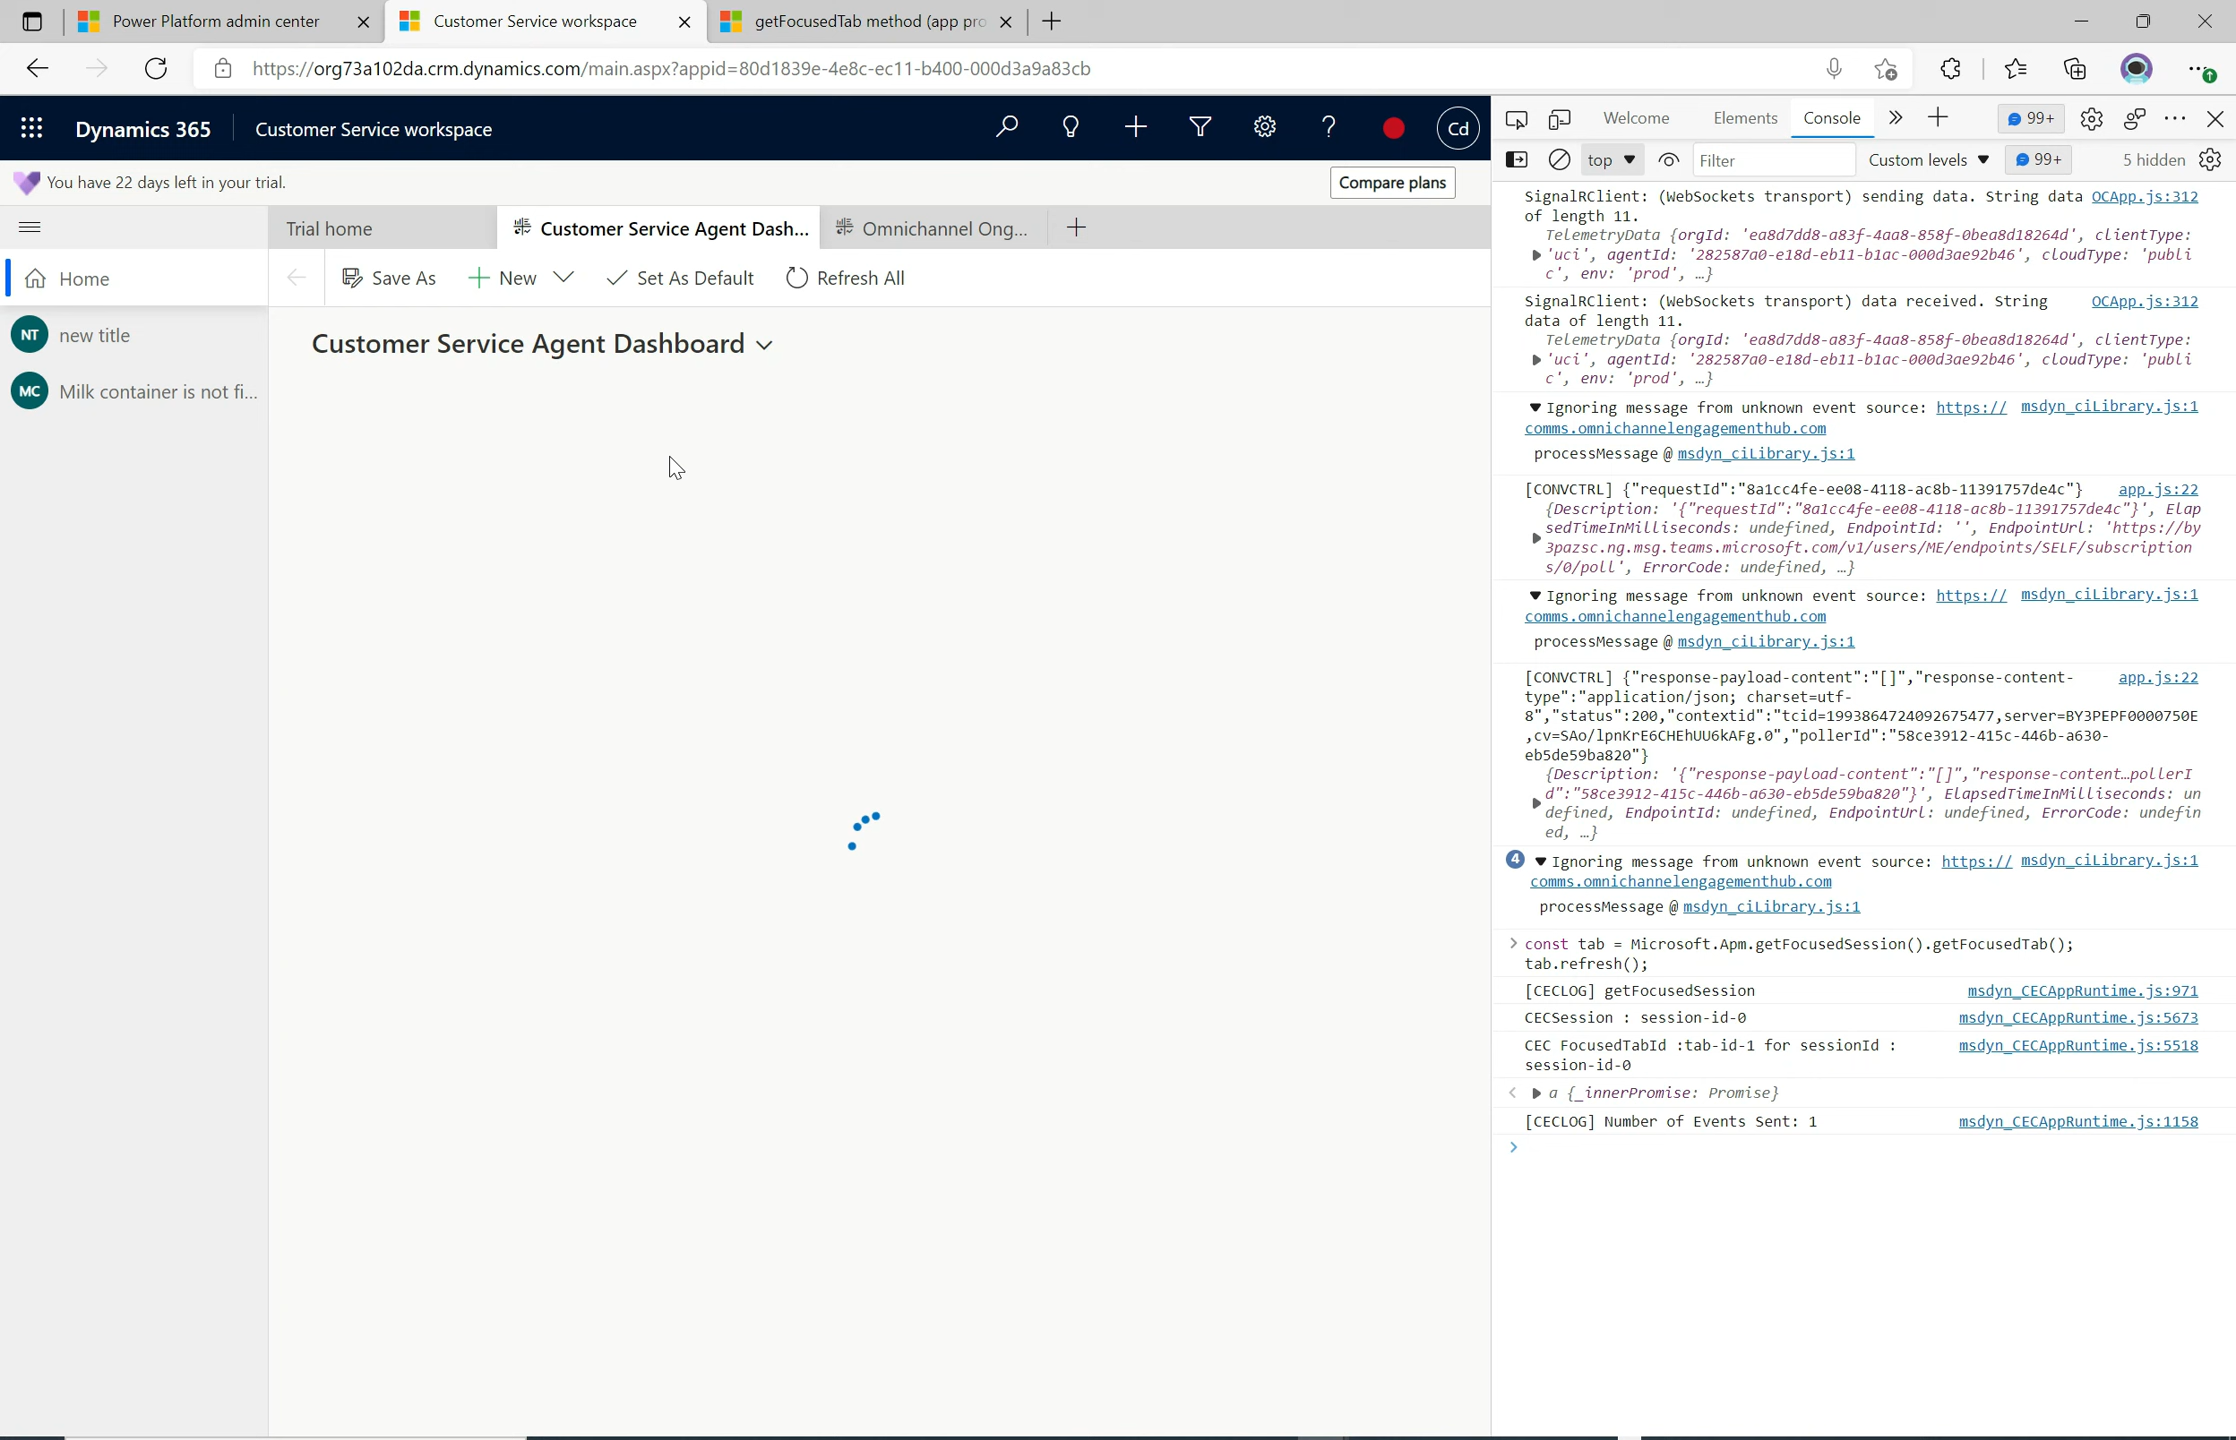 Power Platform admin center
Customer Service workspace
getFocusedTab method (app pro
https://org73a102da.crm.dynamics.com/main.aspx?appid=80d1839e-4e8c-ec11-b400-000d3a9a83cb
Dynamics 365
Customer Service workspace
Cd
You have 22 days left in your trial.
Compare plans
Trial home
Customer Service Agent Dash...
Omnichannel Ong...
Home
Save As
New
Set As Default
Refresh All
NT new title
MC Milk container is not fi...
Customer Service Agent Dashboard
Welcome
Elements
Console
99+
top
Filter
Custom levels
99+
5 hidden
SignalRClient: (WebSockets transport) sending data. String data OCApp.js:312
of length 11.
TelemetryData {orgId: 'ea8d7dd8-a83f-4aa8-858f-0bea8d18264d', clientType:
'uci', agentId: '282587a0-e18d-eb11-b1ac-000d3ae92b46', cloudType: 'publi
c', env: 'prod', …}
SignalRClient: (WebSockets transport) data received. String OCApp.js:312
data of length 11.
TelemetryData {orgId: 'ea8d7dd8-a83f-4aa8-858f-0bea8d18264d', clientType:
'uci', agentId: '282587a0-e18d-eb11-b1ac-000d3ae92b46', cloudType: 'publi
c', env: 'prod', …}
Ignoring message from unknown event source: https:// msdyn_ciLibrary.js:1
comms.omnichannelengagementhub.com
processMessage @ msdyn_ciLibrary.js:1
[CONVCTRL] {"requestId":"8a1cc4fe-ee08-4118-ac8b-11391757de4c"} app.js:22
{Description: '{"requestId":"8a1cc4fe-ee08-4118-ac8b-11391757de4c"}', Elap
sedTimeInMilliseconds: undefined, EndpointId: '', EndpointUrl: 'https://by
3pazsc.ng.msg.teams.microsoft.com/v1/users/ME/endpoints/SELF/subscription
s/0/poll', ErrorCode: undefined, …}
Ignoring message from unknown event source: https:// msdyn_ciLibrary.js:1
comms.omnichannelengagementhub.com
processMessage @ msdyn_ciLibrary.js:1
[CONVCTRL] {"response-payload-content":"[]","response-content- app.js:22
type":"application/json; charset=utf-
8","status":200,"contextid":"tcid=1993864724092675477,server=BY3PEPF0000750E
,cv=SAo/lpnKrE6CHEhUU6kAFg.0","pollerId":"58ce3912-415c-446b-a630-
eb5de59ba820"}
{Description: '{"response-payload-content":"[]","response-content…pollerI
d":"58ce3912-415c-446b-a630-eb5de59ba820"}', ElapsedTimeInMilliseconds: un
defined, EndpointId: undefined, EndpointUrl: undefined, ErrorCode: undefin
ed, …}
4 Ignoring message from unknown event source: https:// msdyn_ciLibrary.js:1
comms.omnichannelengagementhub.com
processMessage @ msdyn_ciLibrary.js:1
const tab = Microsoft.Apm.getFocusedSession().getFocusedTab();
tab.refresh();
[CECLOG] getFocusedSession msdyn_CECAppRuntime.js:971
CECSession : session-id-0 msdyn_CECAppRuntime.js:5673
CEC FocusedTabId :tab-id-1 for sessionId : msdyn_CECAppRuntime.js:5518
session-id-0
a {_innerPromise: Promise}
[CECLOG] Number of Events Sent: 1 msdyn_CECAppRuntime.js:1158